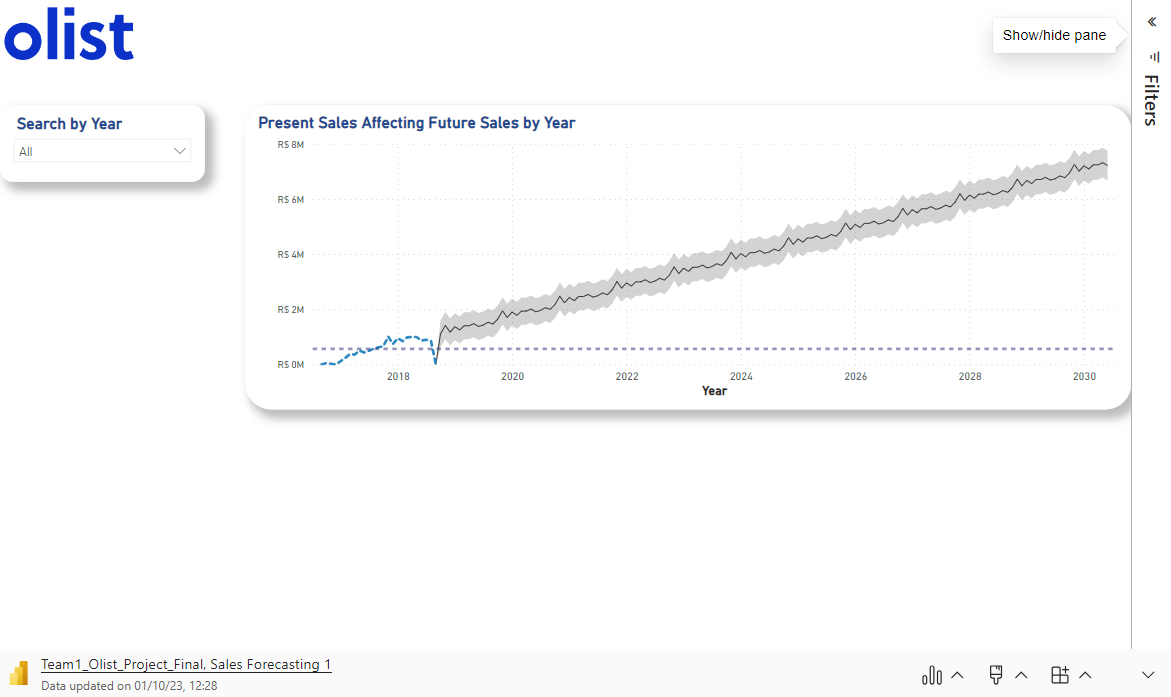 olist
Show/hide pane
Filters
Search by Year
All
Present Sales Affecting Future Sales by Year
R$ 8M
R$ 6M
R$ 4M
R$ 2M
R$ 0M
2018 2020 2022 2024 2026 2028 2030
Year
Team1_Olist_Project_Final, Sales Forecasting 1
Data updated on 01/10/23, 12:28